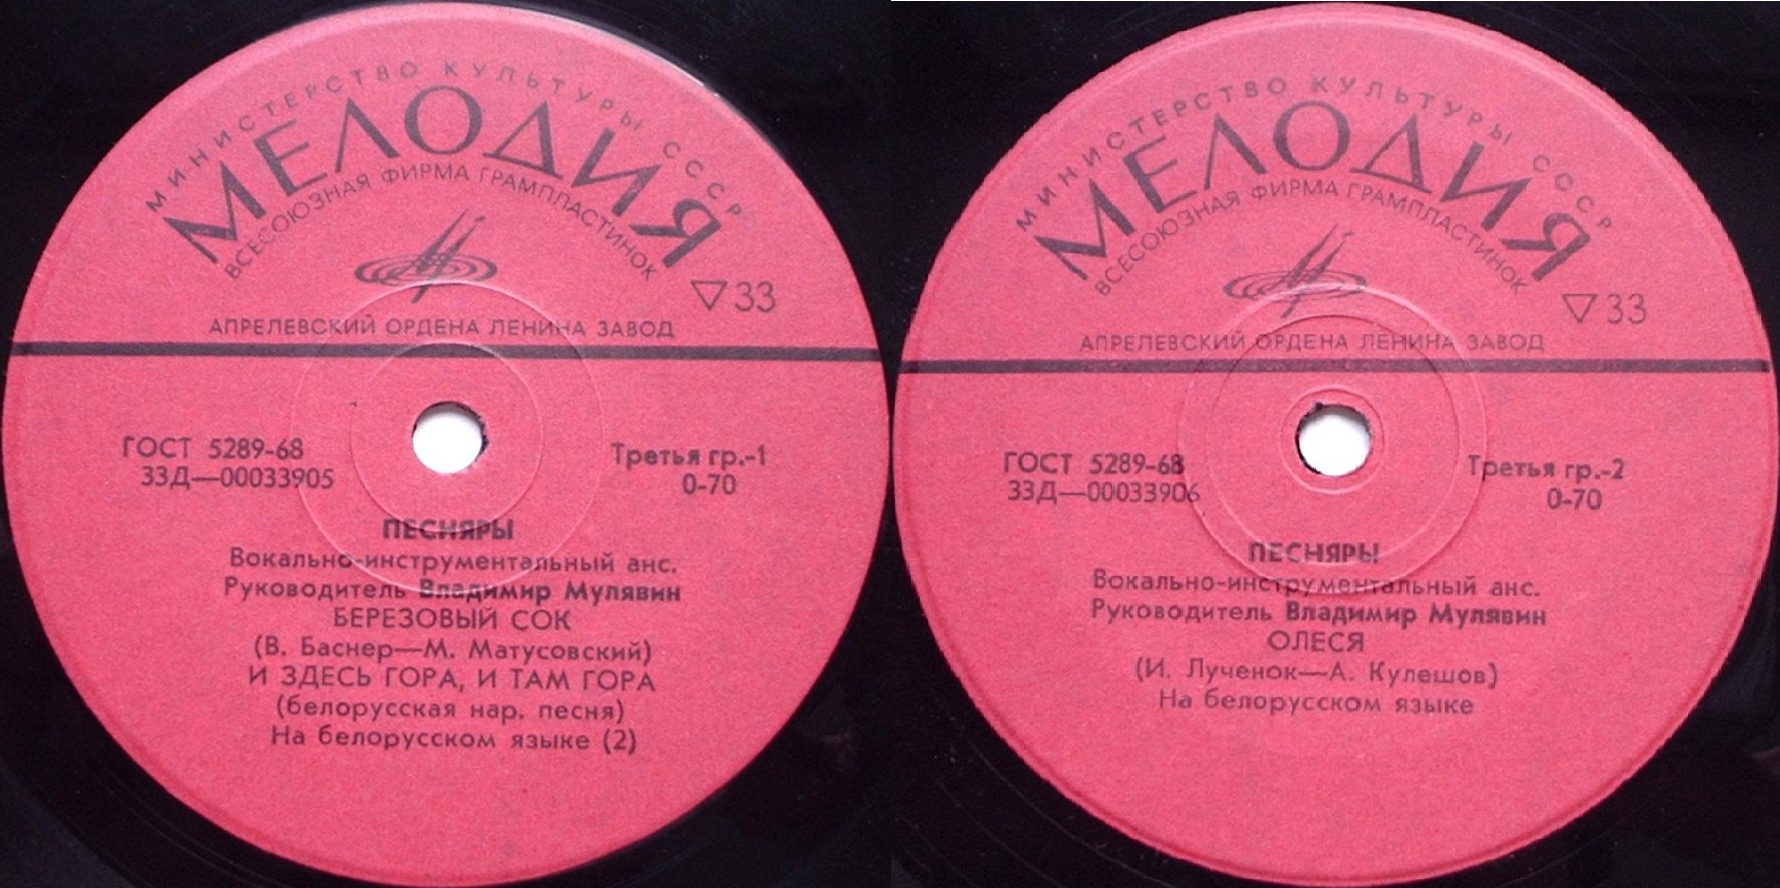 МИНИСТЕРСТВО КУЛЬТУРЫ СССР
МЕЛОДИЯ
ВСЕСОЮЗНАЯ ФИРМА ГРАМПЛАСТИНОК
33
АПРЕЛЕВСКИЙ ОРДЕНА ЛЕНИНА ЗАВОД
ГОСТ 5289-68
33Д—00033905
Третья гр.-1
0-70
ПЕСНЯРЫ
Вокально-инструментальный анс.
Руководитель Владимир Мулявин
БЕРЕЗОВЫЙ СОК
(В. Баснер—М. Матусовский)
И ЗДЕСЬ ГОРА, И ТАМ ГОРА
(белорусская нар. песня)
На белорусском языке (2)
МИНИСТЕРСТВО КУЛЬТУРЫ СССР
МЕЛОДИЯ
ВСЕСОЮЗНАЯ ФИРМА ГРАМПЛАСТИНОК
33
АПРЕЛЕВСКИЙ ОРДЕНА ЛЕНИНА ЗАВОД
ГОСТ 5289-68
33Д—00033906
Третья гр.-2
0-70
ПЕСНЯРЫ
Вокально-инструментальный анс.
Руководитель Владимир Мулявин
ОЛЕСЯ
(И. Лученок—А. Кулешов)
На белорусском языке